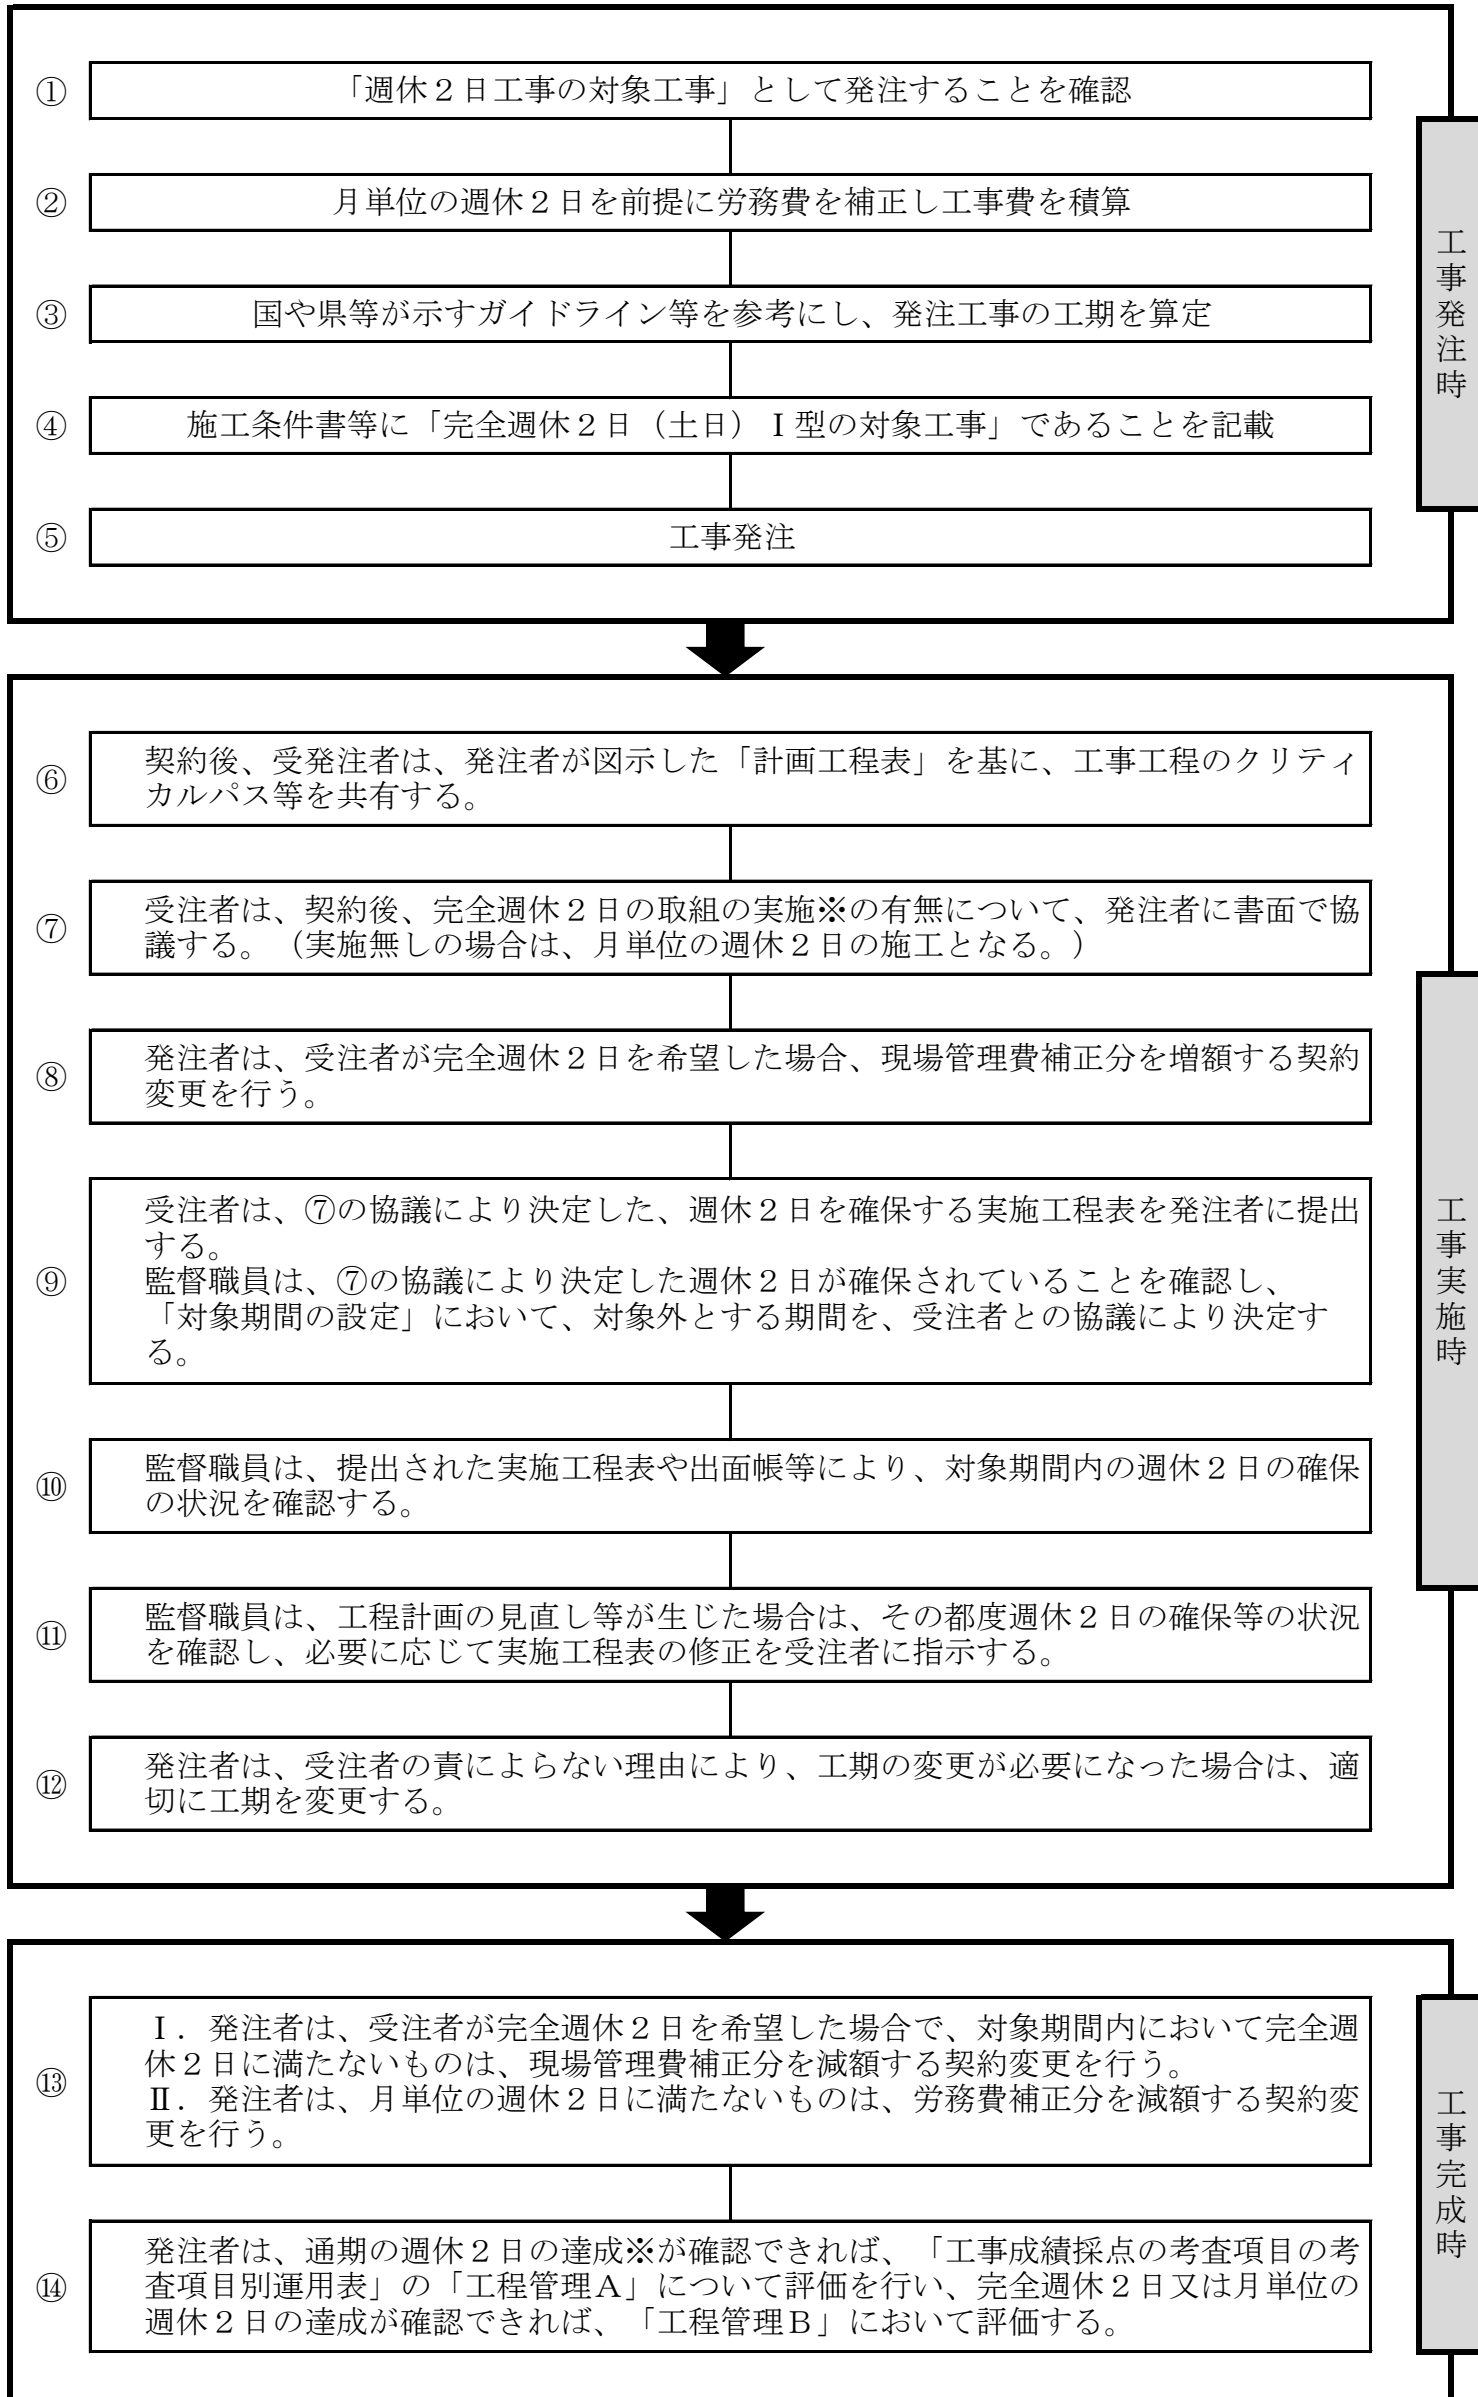 ①
「週休２日工事の対象工事」として発注することを確認
②
月単位の週休２日を前提に労務費を補正し工事費を積算
③
国や県等が示すガイドライン等を参考にし、発注工事の工期を算定
④
施工条件書等に「完全週休２日（土日）Ⅰ型の対象工事」であることを記載
⑤
工事発注
工事発注時
⑥
契約後、受発注者は、発注者が図示した「計画工程表」を基に、工事工程のクリティ
カルパス等を共有する。
⑦
受注者は、契約後、完全週休２日の取組の実施※の有無について、発注者に書面で協
議する。（実施無しの場合は、月単位の週休２日の施工となる。）
⑧
発注者は、受注者が完全週休２日を希望した場合、現場管理費補正分を増額する契約
変更を行う。
⑨
受注者は、⑦の協議により決定した、週休２日を確保する実施工程表を発注者に提出
する。
監督職員は、⑦の協議により決定した週休２日が確保されていることを確認し、
「対象期間の設定」において、対象外とする期間を、受注者との協議により決定す
る。
⑩
監督職員は、提出された実施工程表や出面帳等により、対象期間内の週休２日の確保
の状況を確認する。
⑪
監督職員は、工程計画の見直し等が生じた場合は、その都度週休２日の確保等の状況
を確認し、必要に応じて実施工程表の修正を受注者に指示する。
⑫
発注者は、受注者の責によらない理由により、工期の変更が必要になった場合は、適
切に工期を変更する。
工事実施時
⑬
Ⅰ．発注者は、受注者が完全週休２日を希望した場合で、対象期間内において完全週
休２日に満たないものは、現場管理費補正分を減額する契約変更を行う。
Ⅱ．発注者は、月単位の週休２日に満たないものは、労務費補正分を減額する契約変
更を行う。
⑭
発注者は、通期の週休２日の達成※が確認できれば、「工事成績採点の考査項目の考
査項目別運用表」の「工程管理Ａ」について評価を行い、完全週休２日又は月単位の
週休２日の達成が確認できれば、「工程管理Ｂ」において評価する。
工事完成時